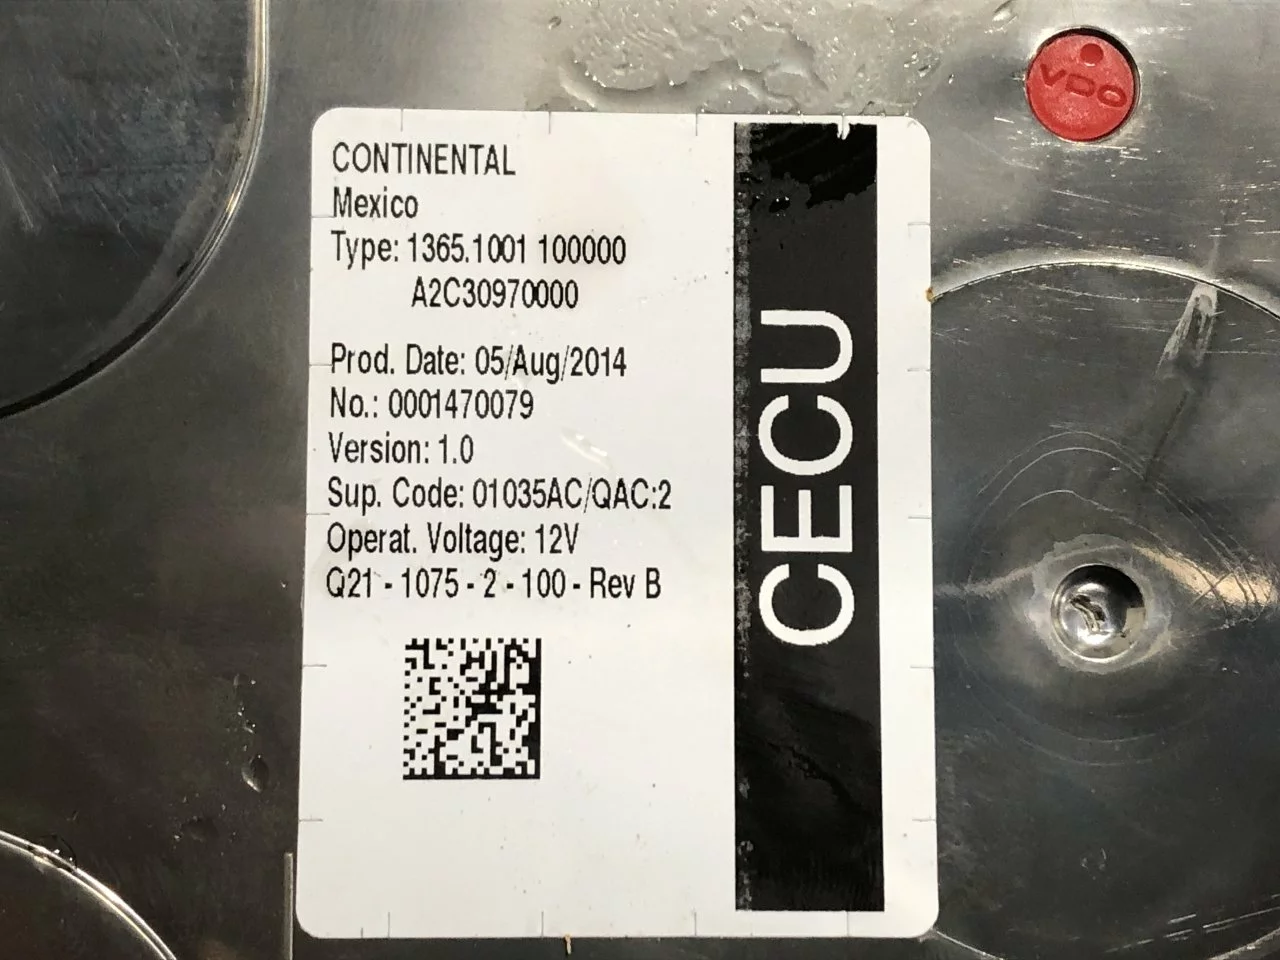 CONTINENTAL
Mexico
Type: 1365.1001 100000
A2C30970000
Prod. Date: 05/Aug/2014
No.: 0001470079
Version: 1.0
Sup. Code: 01035AC/QAC:2
Operat. Voltage: 12V
Q21 - 1075 - 2 - 100 - Rev B
CECU
VDO